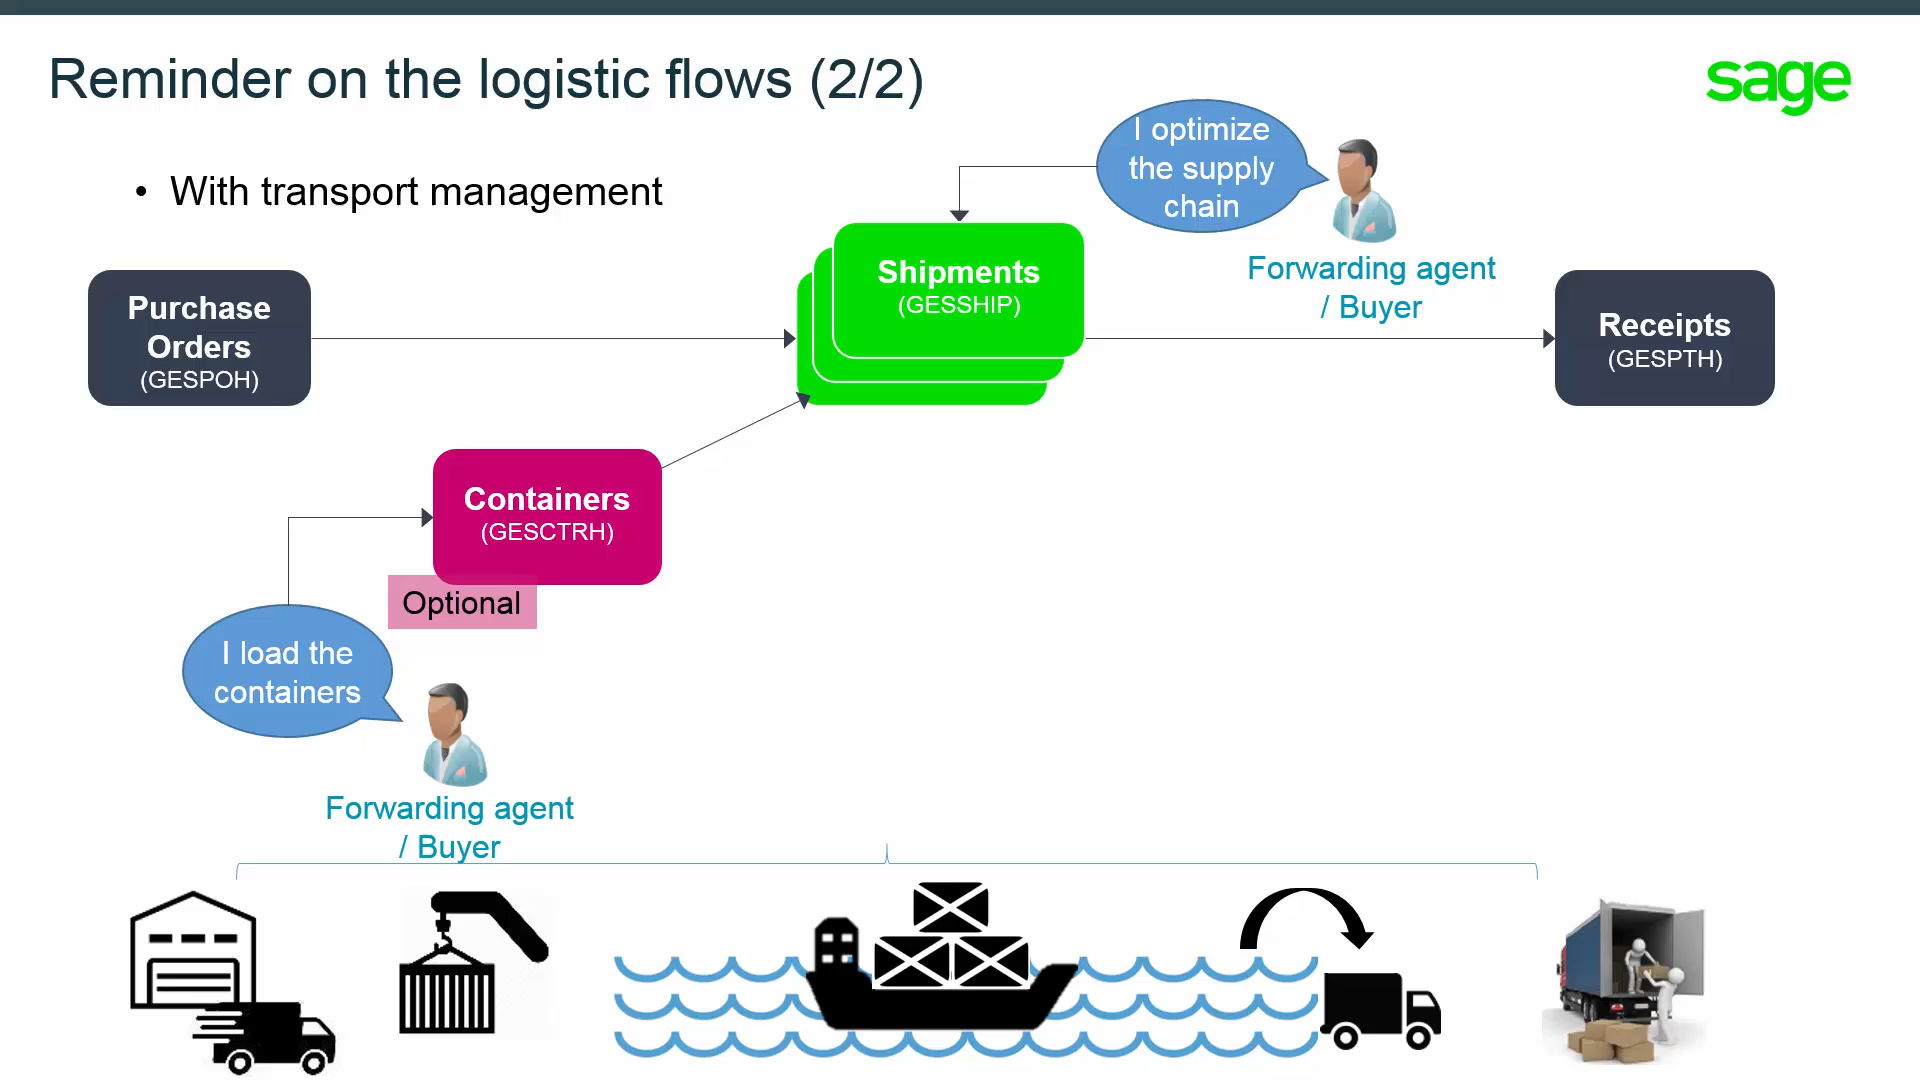 Reminder on the logistic flows (2/2)
sage
• With transport management
I optimize
the supply
chain
Forwarding agent
/ Buyer
Purchase
Orders
(GESPOH)
Shipments
(GESSHIP)
Receipts
(GESPTH)
Containers
(GESCTRH)
Optional
I load the
containers
Forwarding agent
/ Buyer